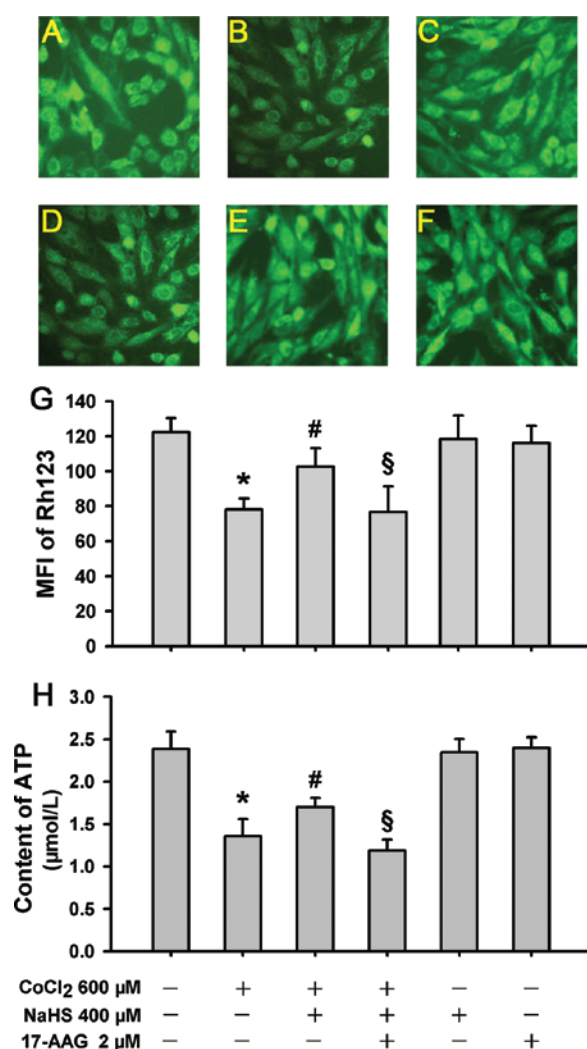 A B C
D E F
G
MFI of Rh123
140
120
100
80
60
40
20
0
* # §
H
Content of ATP
(µmol/L)
3.0
2.5
2.0
1.5
1.0
0.5
0.0
* # §
CoCl2 600 µM − + + + − −
NaHS 400 µM − − + + + −
17-AAG 2 µM − − − + − +